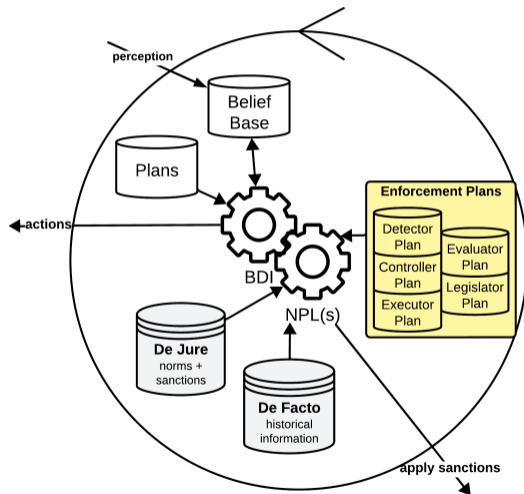 perception
Belief
Base
Plans
Enforcement Plans
Detector
Plan
Evaluator
Plan
Controller
Plan
Legislator
Plan
Executor
Plan
actions
BDI
NPL(s)
De Jure
norms +
sanctions
De Facto
historical
information
apply sanctions